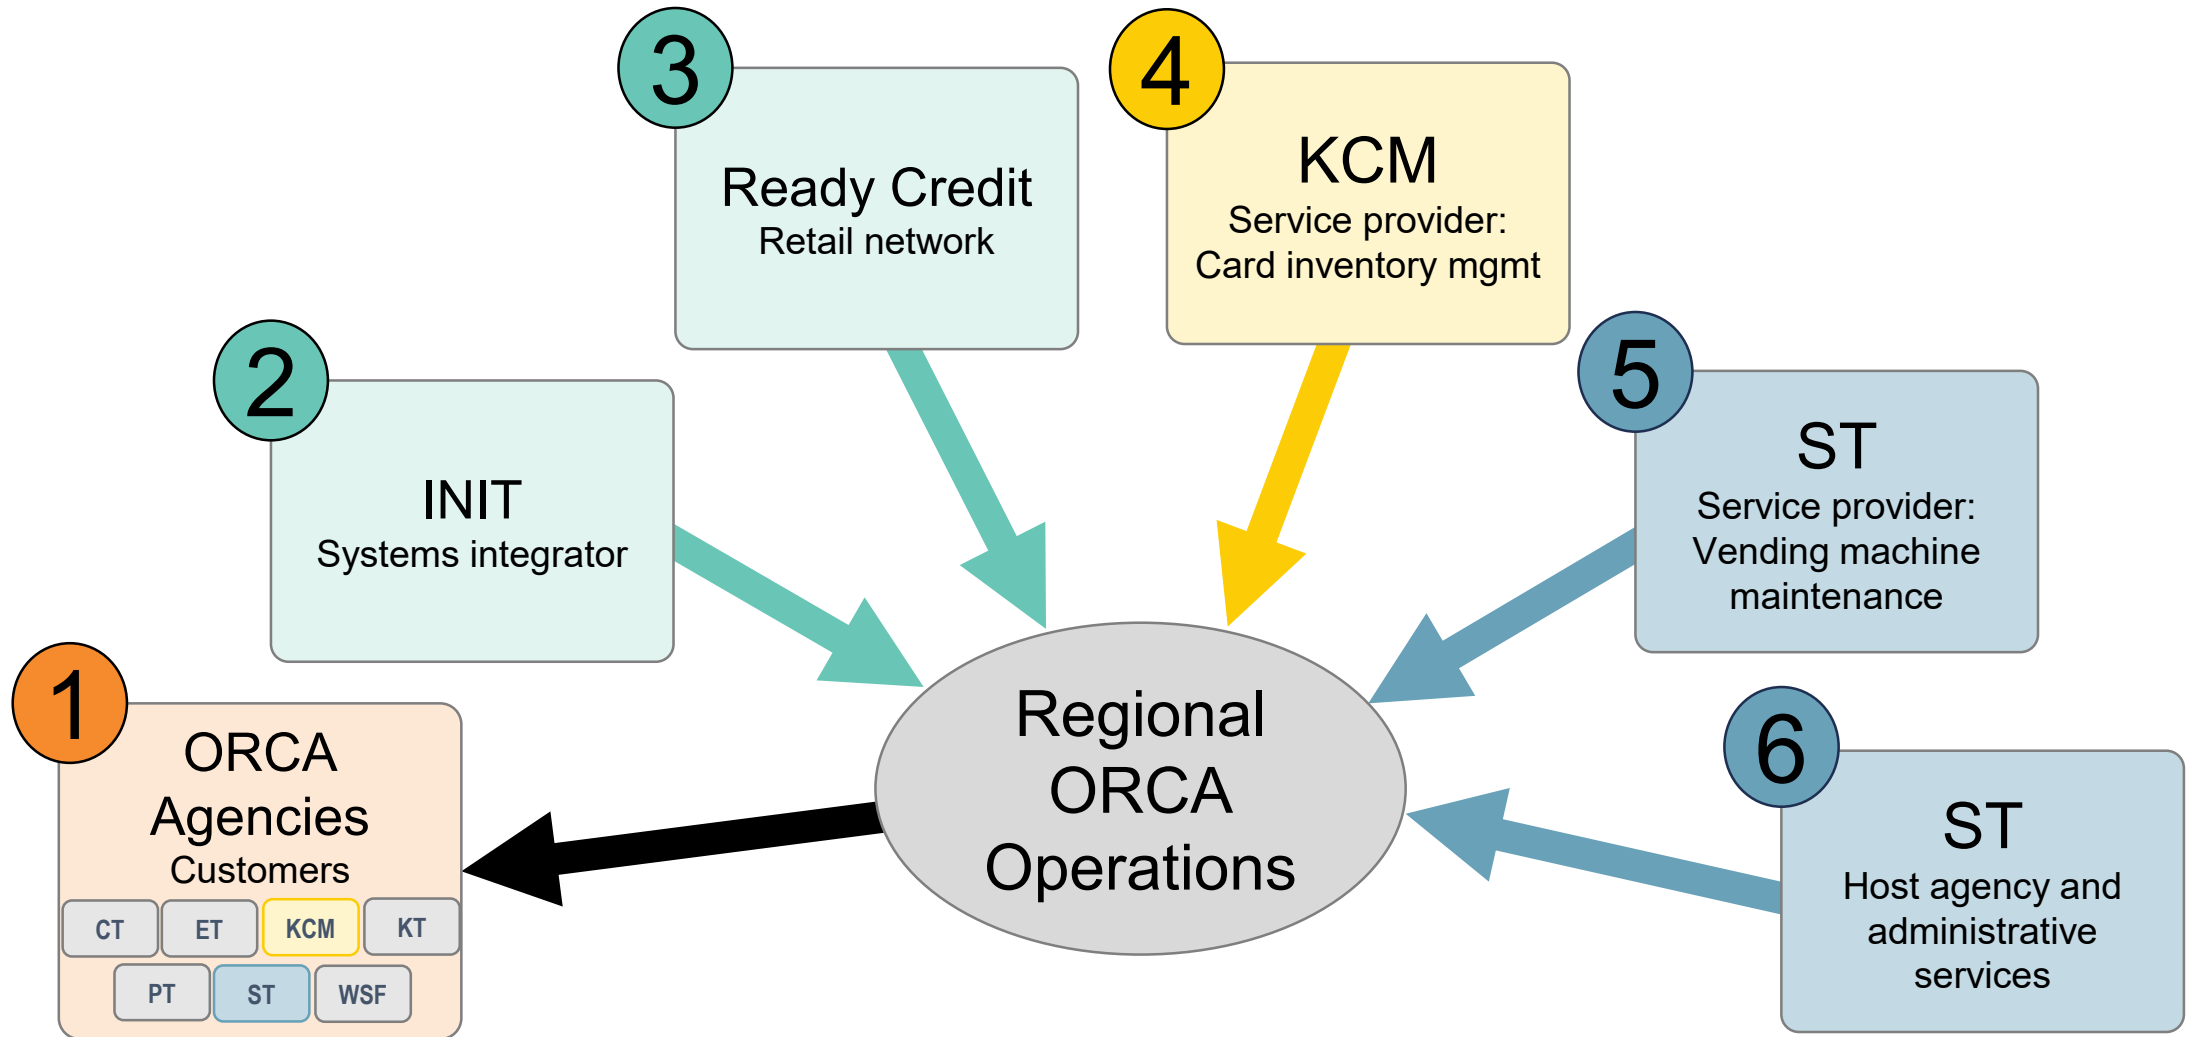 3
Ready Credit
Retail network
4
KCM
Service provider:
Card inventory mgmt
2
INIT
Systems integrator
5
ST
Service provider:
Vending machine
maintenance
1
ORCA
Agencies
Customers
CT ET KCM KT
PT ST WSF
Regional
ORCA
Operations
6
ST
Host agency and
administrative
services